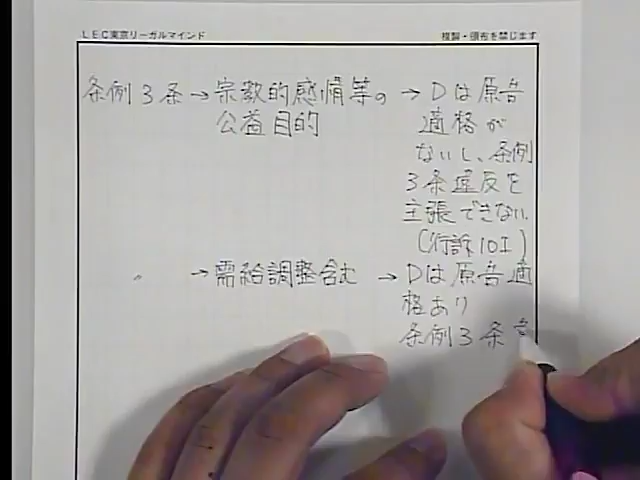 LEC東京リーガルマインド 複製・頒布を禁じます
条例3条→宗教的感情等の →Dは原告
公益目的 適格が
ないし、条例
3条違反を
主張できない
(行訴10Ⅰ)
〃 →需給調整含む →Dは原告適
格あり
条例3条